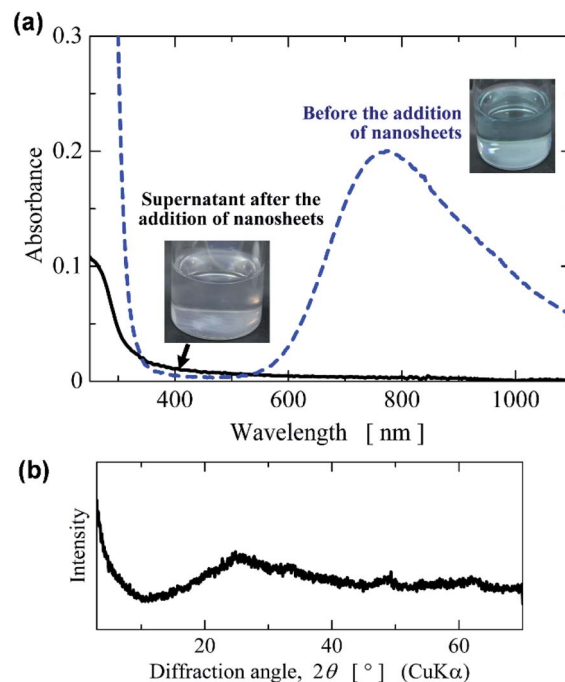 (a)
0.3
0.2
0.1
0
Absorbance
Before the addition
of nanosheets
Supernatant after the
addition of nanosheets
400
600
800
1000
Wavelength [ nm ]
(b)
Intensity
20
40
60
Diffraction angle, 2θ [ ° ] (CuKα)